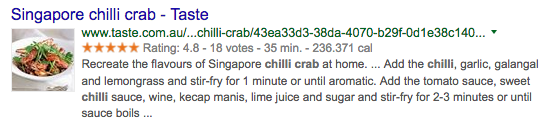 Singapore chilli crab - Taste
www.taste.com.au/...chilli-crab/43ea33d3-38da-4070-b29f-0d1e38c140...
Rating: 4.8 - 18 votes - 35 min. - 236.371 cal
Recreate the flavours of Singapore chilli crab at home. ... Add the chilli, garlic, galangal
and lemongrass and stir-fry for 1 minute or until aromatic. Add the tomato sauce, sweet
chilli sauce, wine, kecap manis, lime juice and sugar and stir-fry for 2-3 minutes or until
sauce boils ...